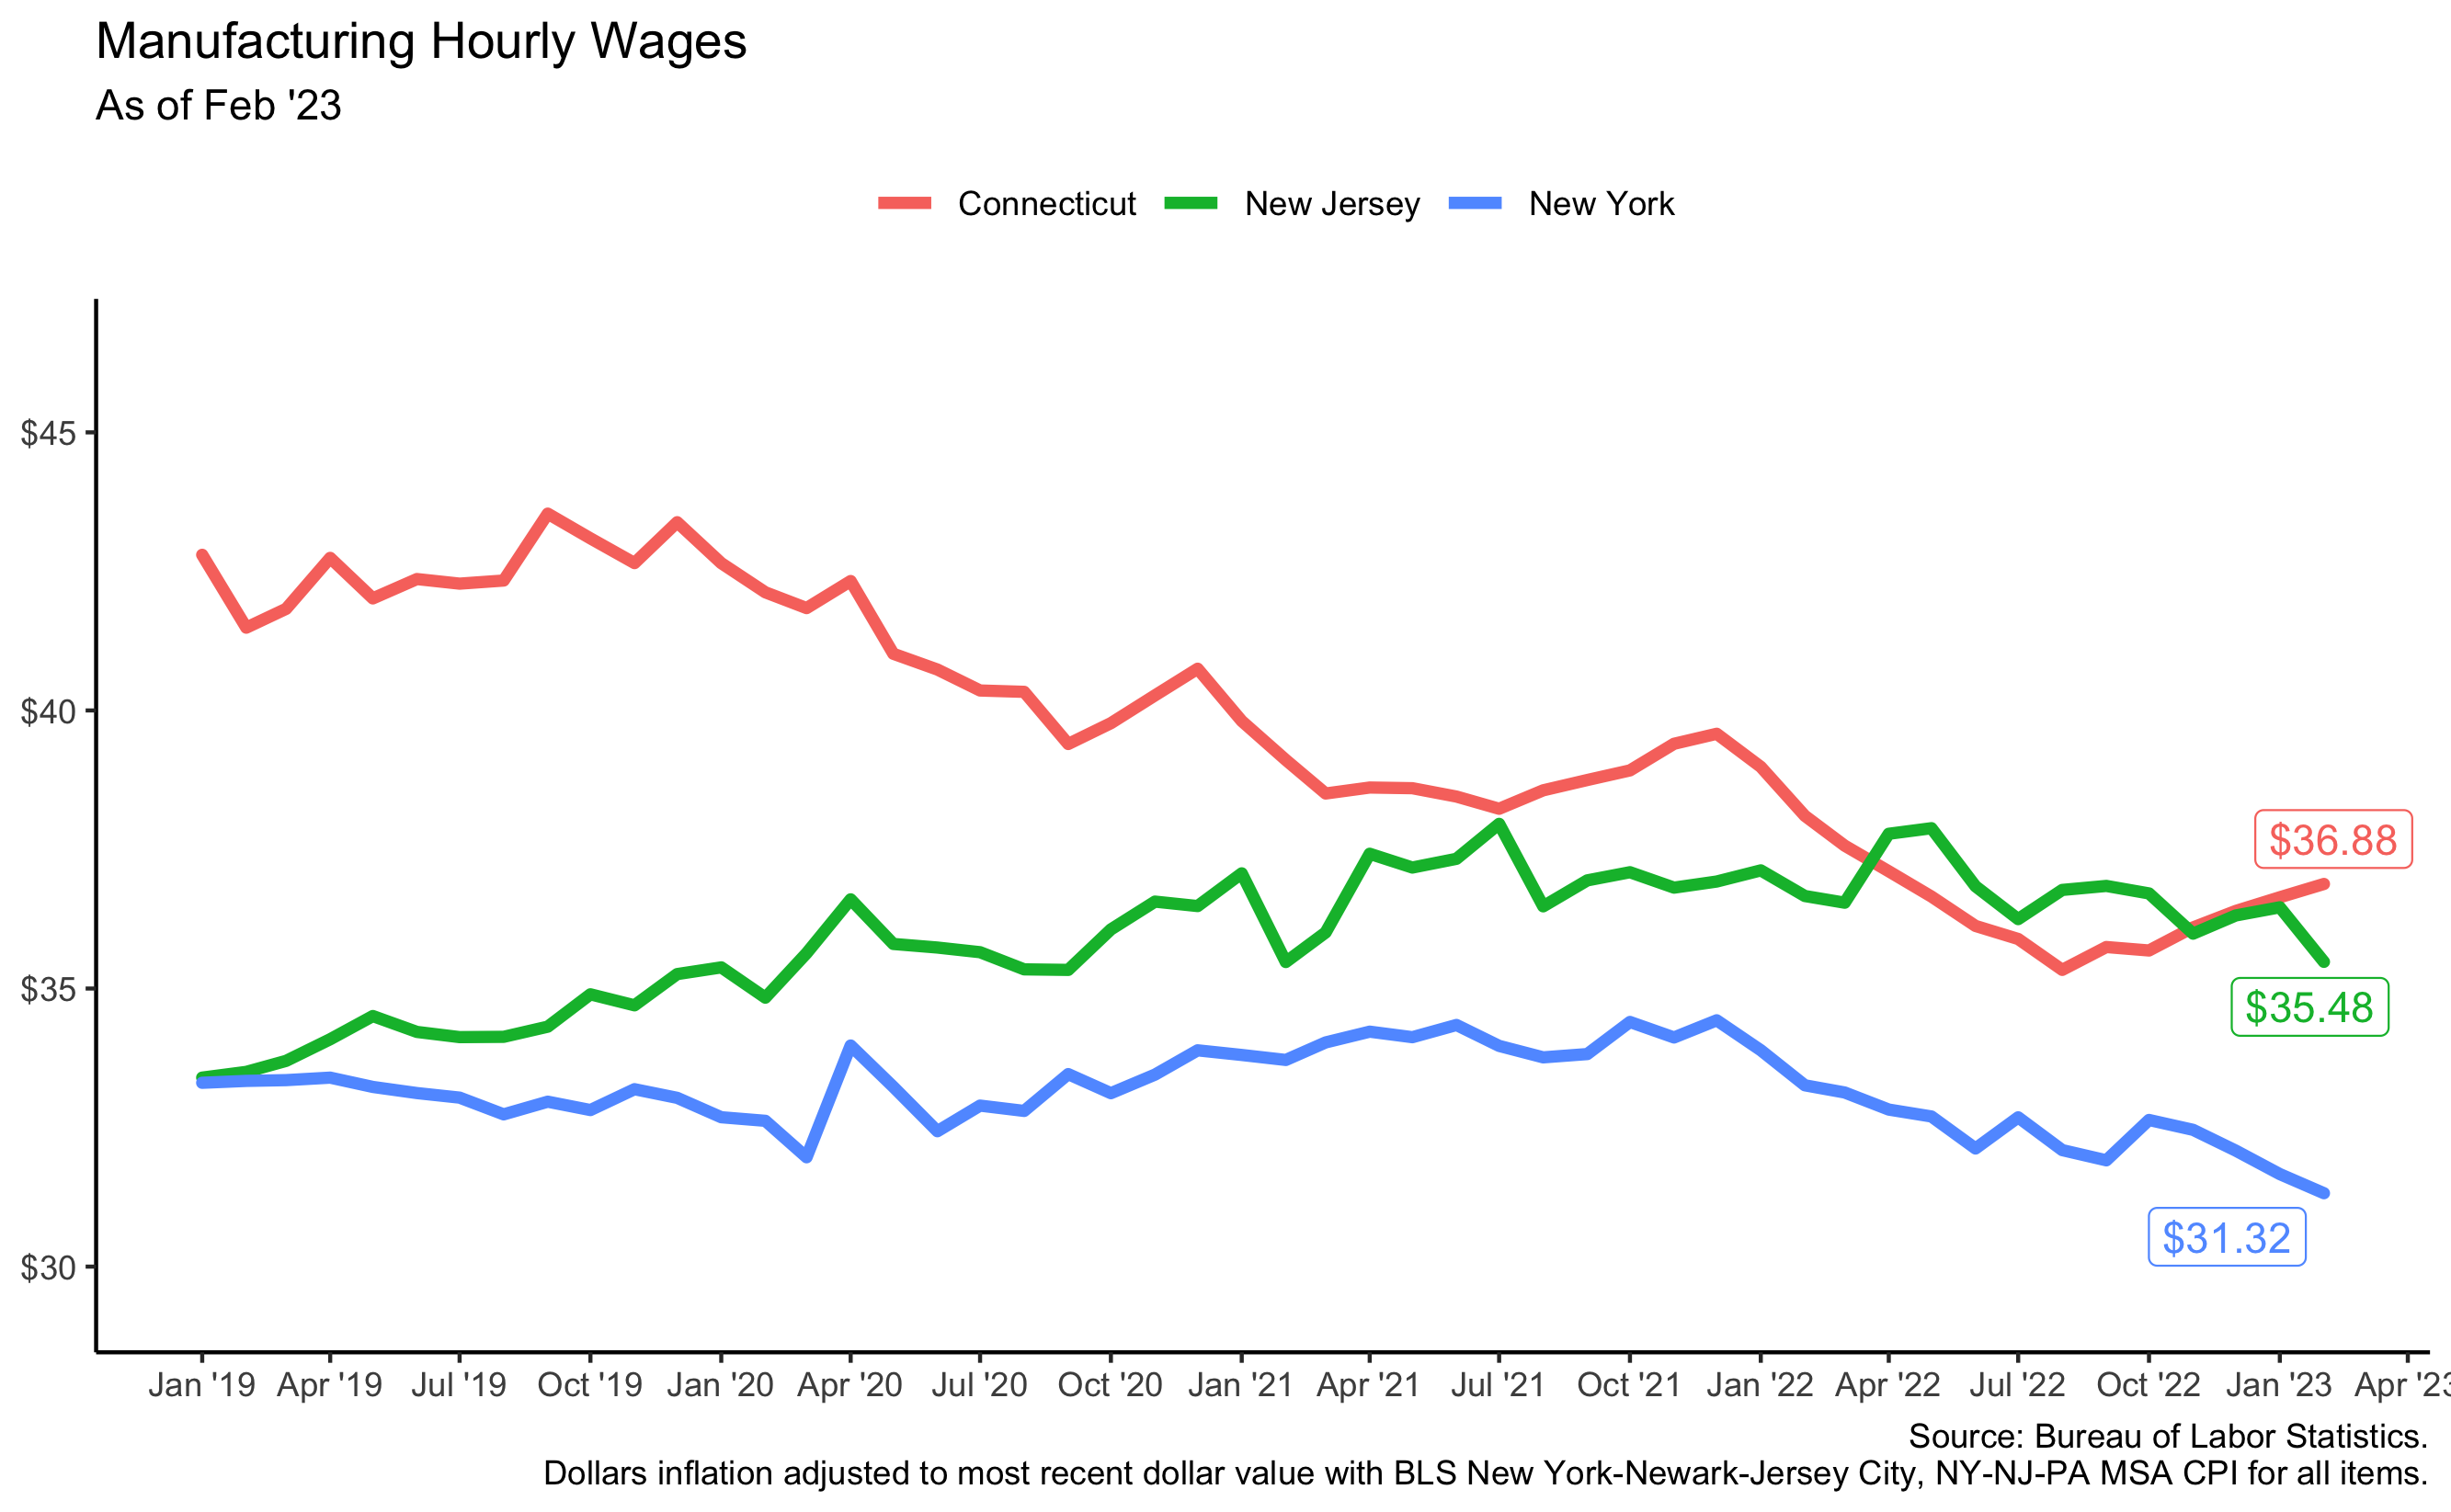 Manufacturing Hourly Wages
As of Feb '23
Connecticut New Jersey New York
$45
$40
$35
$30
$36.88
$35.48
$31.32
Jan '19 Apr '19 Jul '19 Oct '19 Jan '20 Apr '20 Jul '20 Oct '20 Jan '21 Apr '21 Jul '21 Oct '21 Jan '22 Apr '22 Jul '22 Oct '22 Jan '23 Apr '23
Source: Bureau of Labor Statistics.
Dollars inflation adjusted to most recent dollar value with BLS New York-Newark-Jersey City, NY-NJ-PA MSA CPI for all items.